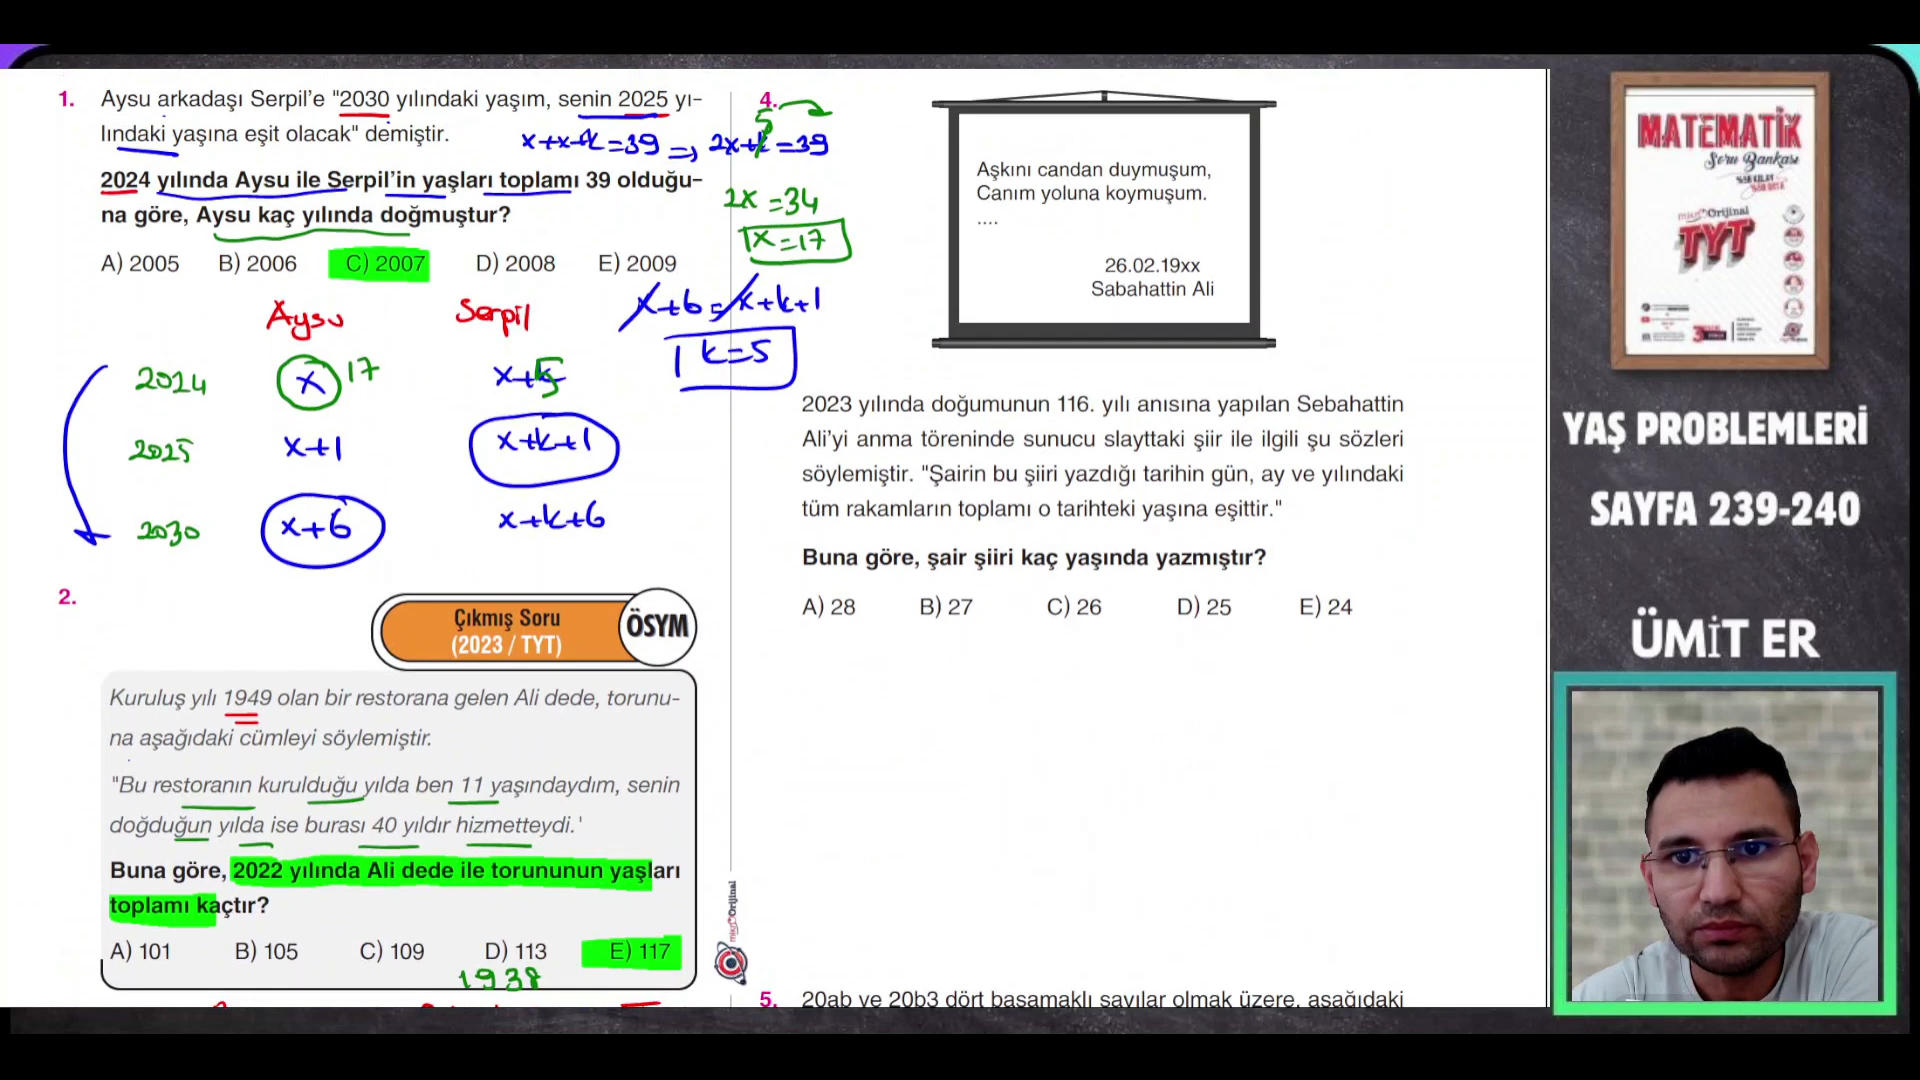 1. Aysu arkadaşı Serpil'e "2030 yılındaki yaşım, senin 2025 yı-
lındaki yaşına eşit olacak" demiştir.
x+x+k=39 ⇒ 2x+k=39
5
2024 yılında Aysu ile Serpil'in yaşları toplamı 39 olduğu-
na göre, Aysu kaç yılında doğmuştur?
2x=34
x=17
A) 2005 B) 2006 C) 2007 D) 2008 E) 2009
Aysu Serpil
x+6=x+k+1
k=5
2024 x 17 x+k 5
2025 x+1 x+k+1
2030 x+6 x+k+6
2.
Çıkmış Soru
(2023 / TYT)
ÖSYM
Kuruluş yılı 1949 olan bir restorana gelen Ali dede, torunu-
na aşağıdaki cümleyi söylemiştir.
"Bu restoranın kurulduğu yılda ben 11 yaşındaydım, senin
doğduğun yılda ise burası 40 yıldır hizmetteydi.'
Buna göre, 2022 yılında Ali dede ile torununun yaşları
toplamı kaçtır?
A) 101 B) 105 C) 109 D) 113 E) 117
1938
mikro Orijinal
4.
Aşkını candan duymuşum,
Canım yoluna koymuşum.
....
26.02.19xx
Sabahattin Ali
2023 yılında doğumunun 116. yılı anısına yapılan Sebahattin
Ali'yi anma töreninde sunucu slayttaki şiir ile ilgili şu sözleri
söylemiştir. "Şairin bu şiiri yazdığı tarihin gün, ay ve yılındaki
tüm rakamların toplamı o tarihteki yaşına eşittir."
Buna göre, şair şiiri kaç yaşında yazmıştır?
A) 28 B) 27 C) 26 D) 25 E) 24
5. 20ab ve 20b3 dört basamaklı sayılar olmak üzere, aşağıdaki
MATEMATİK
Soru Bankası
mikro Orijinal
TYT
YAŞ PROBLEMLERİ
SAYFA 239-240
ÜMİT ER